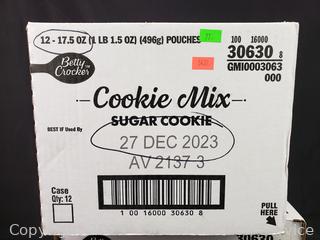 12 - 17.5 OZ (1 LB 1.5 OZ) (496g) POUCHES
100 16000
30630 8
GMI0003063
000
Betty Crocker
Cookie Mix
SUGAR COOKIE
BEST IF Used By
27 DEC 2023
AV 2137 3
Case
Qty: 12
1 00 16000 30630 8
PULL
HERE
30630